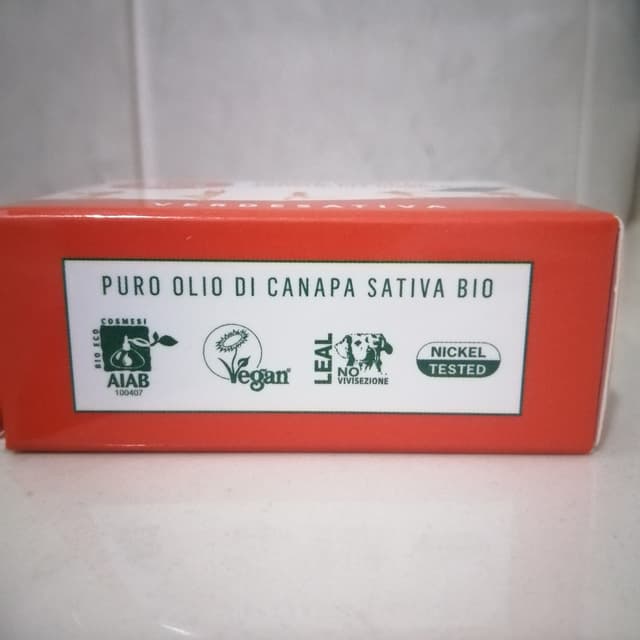 VERDESATIVA
PURO OLIO DI CANAPA SATIVA BIO
COSMESI
BIO ECO
AIAB
100407
Vegan
LEAL
NO
VIVISEZIONE
NICKEL
TESTED